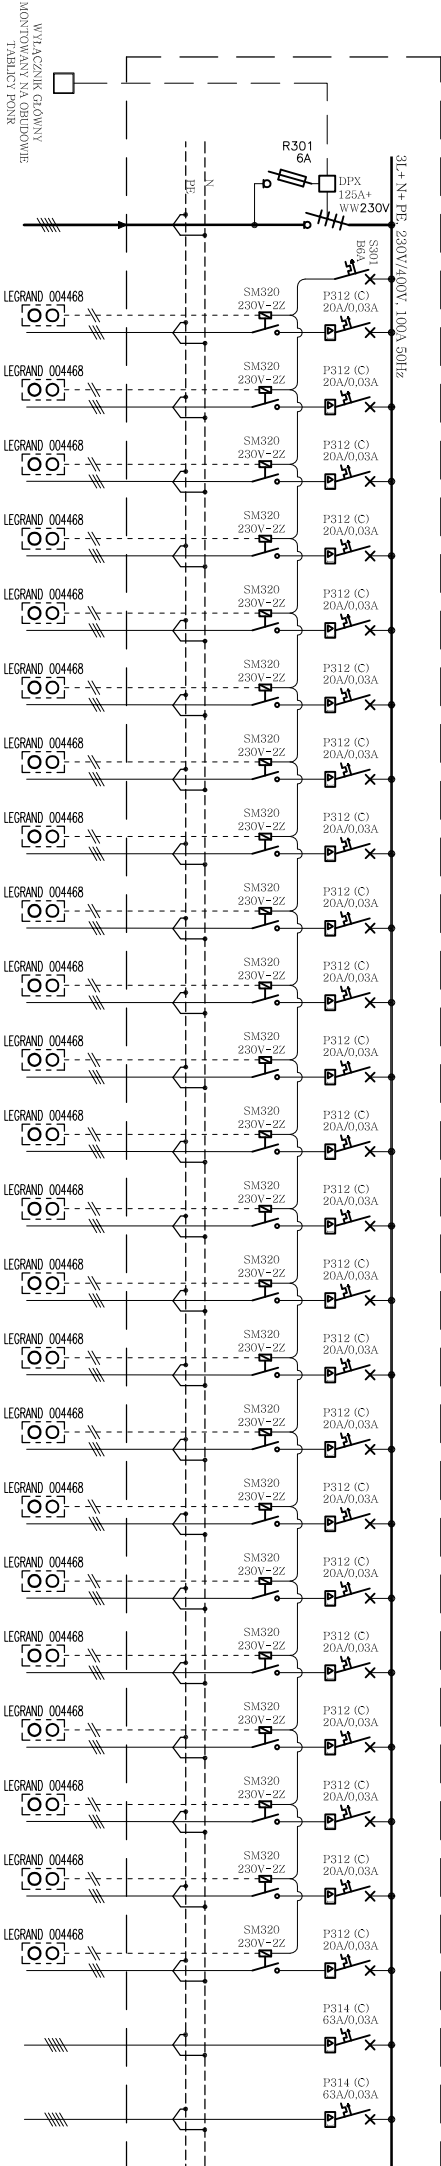 WYŁĄCZNIK GŁÓWNY
MONTOWANY NA OBUDOWIE
TABLICY PONR
PE
N
R301
6A
DPX
125A+
WW230V
3L+ N+ PE, 230V/400V, 100A 50Hz
S301
B6A
LEGRAND 004468
SM320
230V-2Z
P312 (C)
20A/0,03A
LEGRAND 004468
SM320
230V-2Z
P312 (C)
20A/0,03A
LEGRAND 004468
SM320
230V-2Z
P312 (C)
20A/0,03A
LEGRAND 004468
SM320
230V-2Z
P312 (C)
20A/0,03A
LEGRAND 004468
SM320
230V-2Z
P312 (C)
20A/0,03A
LEGRAND 004468
SM320
230V-2Z
P312 (C)
20A/0,03A
LEGRAND 004468
SM320
230V-2Z
P312 (C)
20A/0,03A
LEGRAND 004468
SM320
230V-2Z
P312 (C)
20A/0,03A
LEGRAND 004468
SM320
230V-2Z
P312 (C)
20A/0,03A
LEGRAND 004468
SM320
230V-2Z
P312 (C)
20A/0,03A
LEGRAND 004468
SM320
230V-2Z
P312 (C)
20A/0,03A
LEGRAND 004468
SM320
230V-2Z
P312 (C)
20A/0,03A
LEGRAND 004468
SM320
230V-2Z
P312 (C)
20A/0,03A
LEGRAND 004468
SM320
230V-2Z
P312 (C)
20A/0,03A
LEGRAND 004468
SM320
230V-2Z
P312 (C)
20A/0,03A
LEGRAND 004468
SM320
230V-2Z
P312 (C)
20A/0,03A
LEGRAND 004468
SM320
230V-2Z
P312 (C)
20A/0,03A
LEGRAND 004468
SM320
230V-2Z
P312 (C)
20A/0,03A
LEGRAND 004468
SM320
230V-2Z
P312 (C)
20A/0,03A
LEGRAND 004468
SM320
230V-2Z
P312 (C)
20A/0,03A
LEGRAND 004468
SM320
230V-2Z
P312 (C)
20A/0,03A
LEGRAND 004468
SM320
230V-2Z
P312 (C)
20A/0,03A
LEGRAND 004468
SM320
230V-2Z
P312 (C)
20A/0,03A
P314 (C)
63A/0,03A
P314 (C)
63A/0,03A